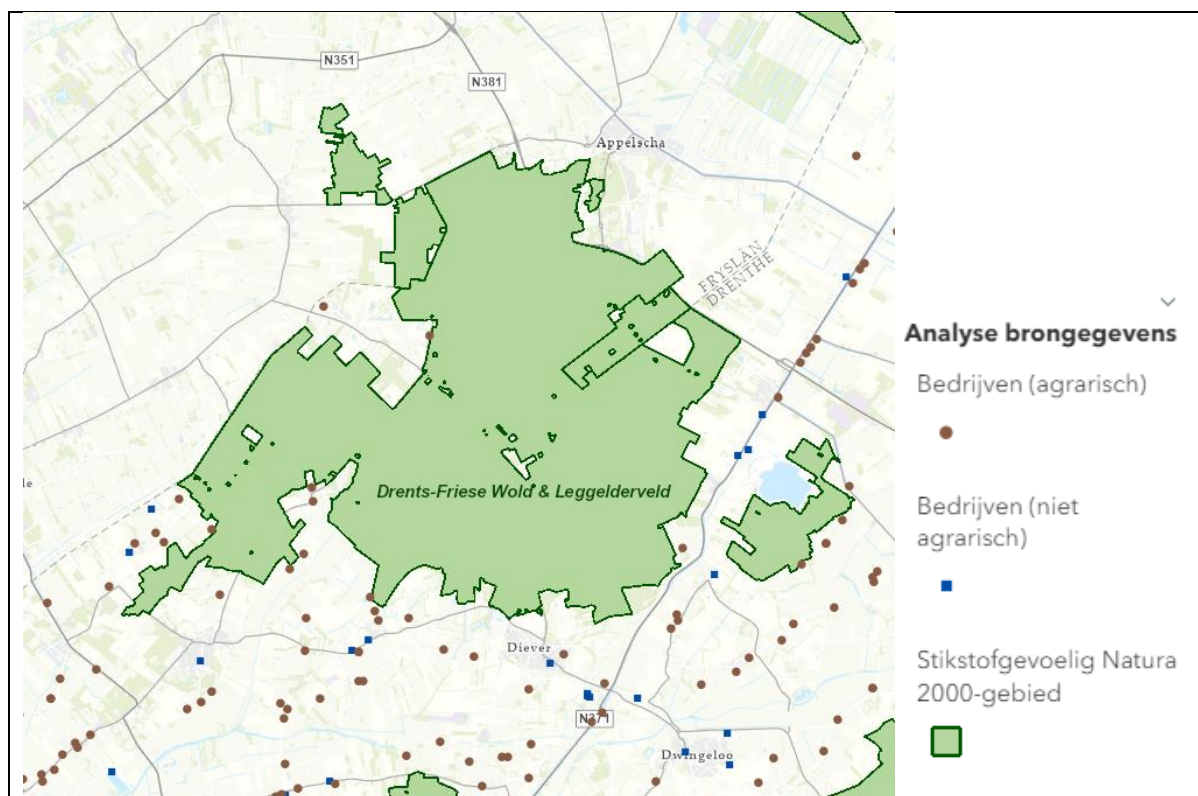 N351
N381
Appelscha
FRYSLÂN
DRENTHE
Drents-Friese Wold & Leggelderveld
Diever
N371
Dwingeloo
Analyse brongegevens
Bedrijven (agrarisch)
Bedrijven (niet
agrarisch)
Stikstofgevoelig Natura
2000-gebied